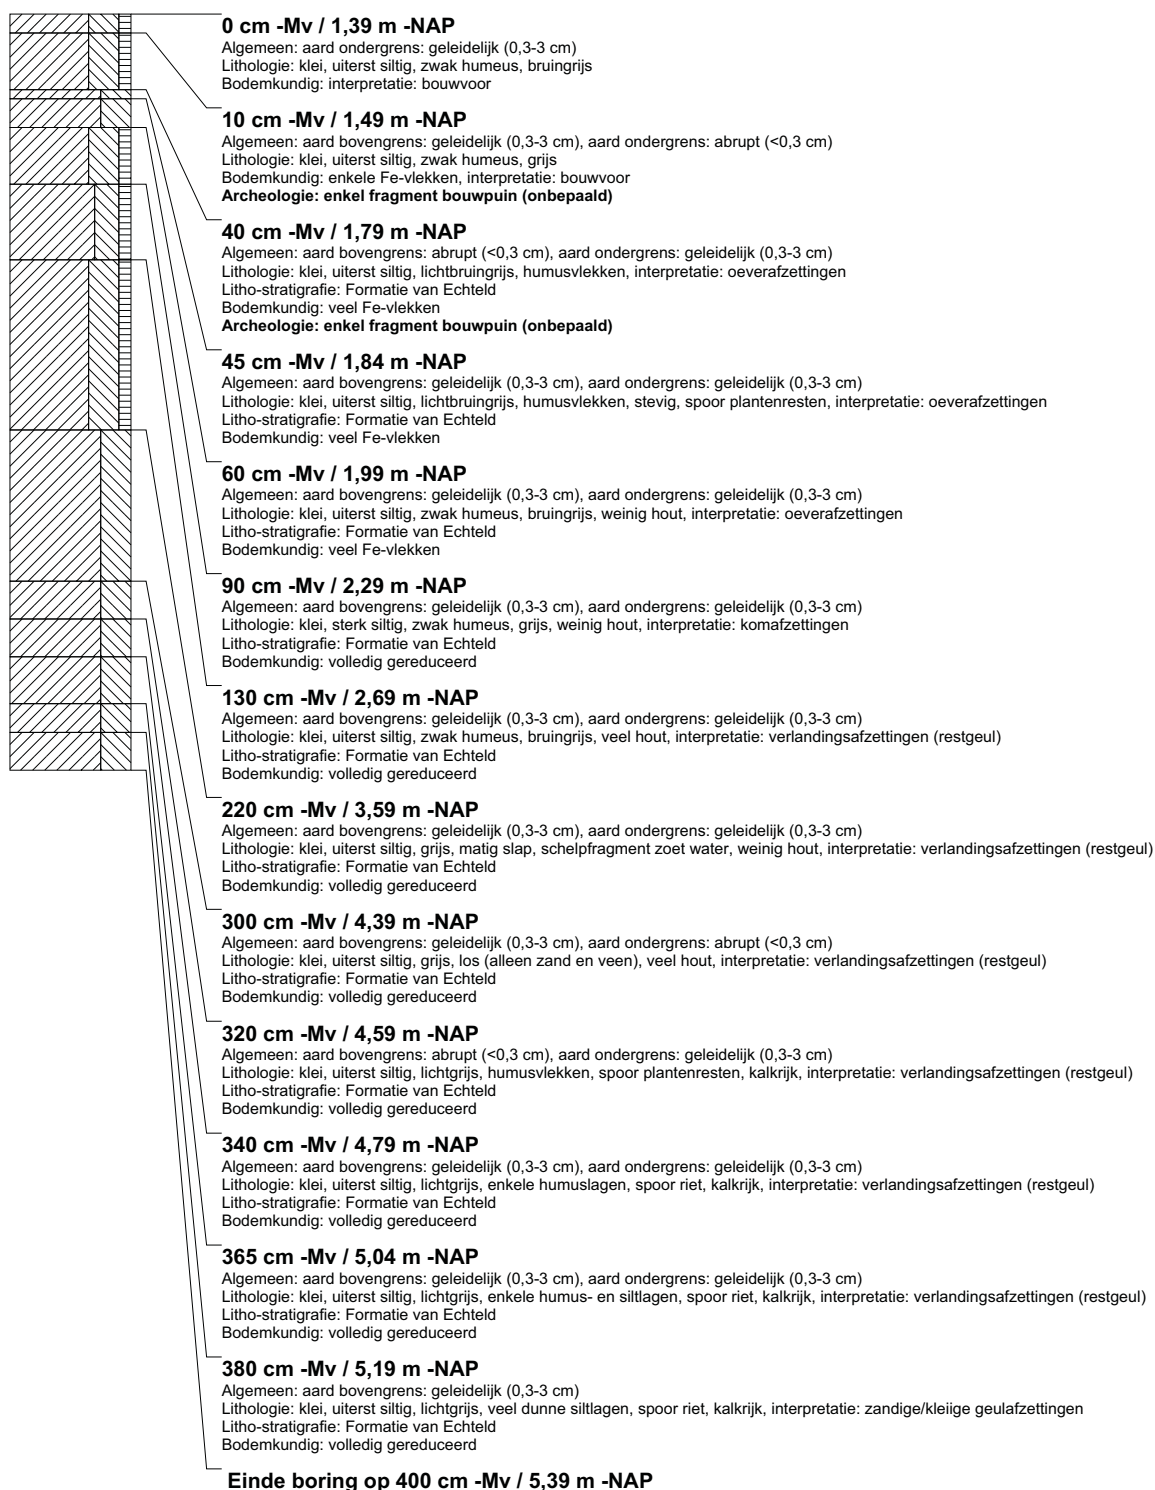 0 cm -Mv / 1,39 m -NAP
Algemeen: aard ondergrens: geleidelijk (0,3-3 cm)
Lithologie: klei, uiterst siltig, zwak humeus, bruingrijs
Bodemkundig: interpretatie: bouwvoor
10 cm -Mv / 1,49 m -NAP
Algemeen: aard bovengrens: geleidelijk (0,3-3 cm), aard ondergrens: abrupt (<0,3 cm)
Lithologie: klei, uiterst siltig, zwak humeus, grijs
Bodemkundig: enkele Fe-vlekken, interpretatie: bouwvoor
Archeologie: enkel fragment bouwpuin (onbepaald)
40 cm -Mv / 1,79 m -NAP
Algemeen: aard bovengrens: abrupt (<0,3 cm), aard ondergrens: geleidelijk (0,3-3 cm)
Lithologie: klei, uiterst siltig, lichtbruingrijs, humusvlekken, interpretatie: oeverafzettingen
Litho-stratigrafie: Formatie van Echteld
Bodemkundig: veel Fe-vlekken
Archeologie: enkel fragment bouwpuin (onbepaald)
45 cm -Mv / 1,84 m -NAP
Algemeen: aard bovengrens: geleidelijk (0,3-3 cm), aard ondergrens: geleidelijk (0,3-3 cm)
Lithologie: klei, uiterst siltig, lichtbruingrijs, humusvlekken, stevig, spoor plantenresten, interpretatie: oeverafzettingen
Litho-stratigrafie: Formatie van Echteld
Bodemkundig: veel Fe-vlekken
60 cm -Mv / 1,99 m -NAP
Algemeen: aard bovengrens: geleidelijk (0,3-3 cm), aard ondergrens: geleidelijk (0,3-3 cm)
Lithologie: klei, uiterst siltig, zwak humeus, bruingrijs, weinig hout, interpretatie: oeverafzettingen
Litho-stratigrafie: Formatie van Echteld
Bodemkundig: veel Fe-vlekken
90 cm -Mv / 2,29 m -NAP
Algemeen: aard bovengrens: geleidelijk (0,3-3 cm), aard ondergrens: geleidelijk (0,3-3 cm)
Lithologie: klei, sterk siltig, zwak humeus, grijs, weinig hout, interpretatie: komafzettingen
Litho-stratigrafie: Formatie van Echteld
Bodemkundig: volledig gereduceerd
130 cm -Mv / 2,69 m -NAP
Algemeen: aard bovengrens: geleidelijk (0,3-3 cm), aard ondergrens: geleidelijk (0,3-3 cm)
Lithologie: klei, uiterst siltig, zwak humeus, bruingrijs, veel hout, interpretatie: verlandingsafzettingen (restgeul)
Litho-stratigrafie: Formatie van Echteld
Bodemkundig: volledig gereduceerd
220 cm -Mv / 3,59 m -NAP
Algemeen: aard bovengrens: geleidelijk (0,3-3 cm), aard ondergrens: geleidelijk (0,3-3 cm)
Lithologie: klei, uiterst siltig, grijs, matig slap, schelpfragment zoet water, weinig hout, interpretatie: verlandingsafzettingen (restgeul)
Litho-stratigrafie: Formatie van Echteld
Bodemkundig: volledig gereduceerd
300 cm -Mv / 4,39 m -NAP
Algemeen: aard bovengrens: geleidelijk (0,3-3 cm), aard ondergrens: abrupt (<0,3 cm)
Lithologie: klei, uiterst siltig, grijs, los (alleen zand en veen), veel hout, interpretatie: verlandingsafzettingen (restgeul)
Litho-stratigrafie: Formatie van Echteld
Bodemkundig: volledig gereduceerd
320 cm -Mv / 4,59 m -NAP
Algemeen: aard bovengrens: abrupt (<0,3 cm), aard ondergrens: geleidelijk (0,3-3 cm)
Lithologie: klei, uiterst siltig, lichtgrijs, humusvlekken, spoor plantenresten, kalkrijk, interpretatie: verlandingsafzettingen (restgeul)
Litho-stratigrafie: Formatie van Echteld
Bodemkundig: volledig gereduceerd
340 cm -Mv / 4,79 m -NAP
Algemeen: aard bovengrens: geleidelijk (0,3-3 cm), aard ondergrens: geleidelijk (0,3-3 cm)
Lithologie: klei, uiterst siltig, lichtgrijs, enkele humuslagen, spoor riet, kalkrijk, interpretatie: verlandingsafzettingen (restgeul)
Litho-stratigrafie: Formatie van Echteld
Bodemkundig: volledig gereduceerd
365 cm -Mv / 5,04 m -NAP
Algemeen: aard bovengrens: geleidelijk (0,3-3 cm), aard ondergrens: geleidelijk (0,3-3 cm)
Lithologie: klei, uiterst siltig, lichtgrijs, enkele humus- en siltlagen, spoor riet, kalkrijk, interpretatie: verlandingsafzettingen (restgeul)
Litho-stratigrafie: Formatie van Echteld
Bodemkundig: volledig gereduceerd
380 cm -Mv / 5,19 m -NAP
Algemeen: aard bovengrens: geleidelijk (0,3-3 cm)
Lithologie: klei, uiterst siltig, lichtgrijs, veel dunne siltlagen, spoor riet, kalkrijk, interpretatie: zandige/kleiige geulafzettingen
Litho-stratigrafie: Formatie van Echteld
Bodemkundig: volledig gereduceerd
Einde boring op 400 cm -Mv / 5,39 m -NAP